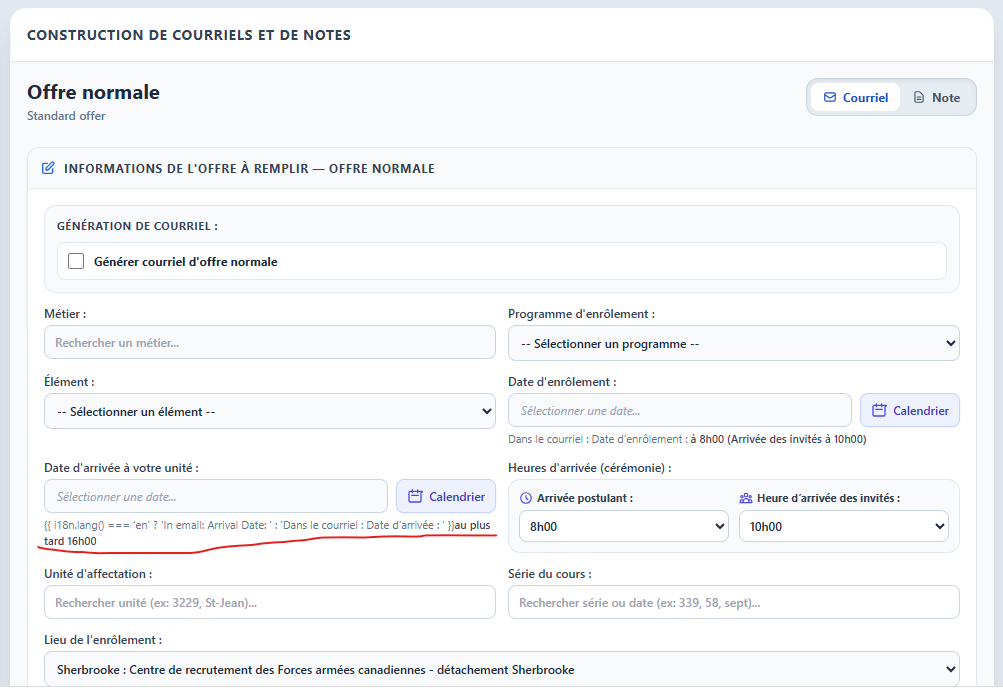 CONSTRUCTION DE COURRIELS ET DE NOTES
Offre normale
Standard offer
Courriel
Note
INFORMATIONS DE L'OFFRE À REMPLIR — OFFRE NORMALE
GÉNÉRATION DE COURRIEL :
Générer courriel d'offre normale
Métier :
Rechercher un métier...
Programme d'enrôlement :
-- Sélectionner un programme --
Élément :
-- Sélectionner un élément --
Date d'enrôlement :
Sélectionner une date...
Calendrier
Dans le courriel : Date d'enrôlement : à 8h00 (Arrivée des invités à 10h00)
Date d'arrivée à votre unité :
Sélectionner une date...
Calendrier
{{ i18n.lang() === 'en' ? 'In email: Arrival Date: ' : 'Dans le courriel : Date d'arrivée : ' }}au plus
tard 16h00
Heures d'arrivée (cérémonie) :
Arrivée postulant :
8h00
Heure d'arrivée des invités :
10h00
Unité d'affectation :
Rechercher unité (ex: 3229, St-Jean)...
Série du cours :
Rechercher série ou date (ex: 339, 58, sept)...
Lieu de l'enrôlement :
Sherbrooke : Centre de recrutement des Forces armées canadiennes - détachement Sherbrooke